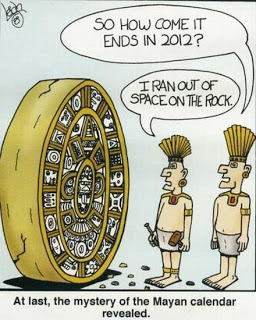 SO HOW COME IT
ENDS IN 2012?
I RAN OUT OF
SPACE ON THE ROCK.
At last, the mystery of the Mayan calendar
revealed.